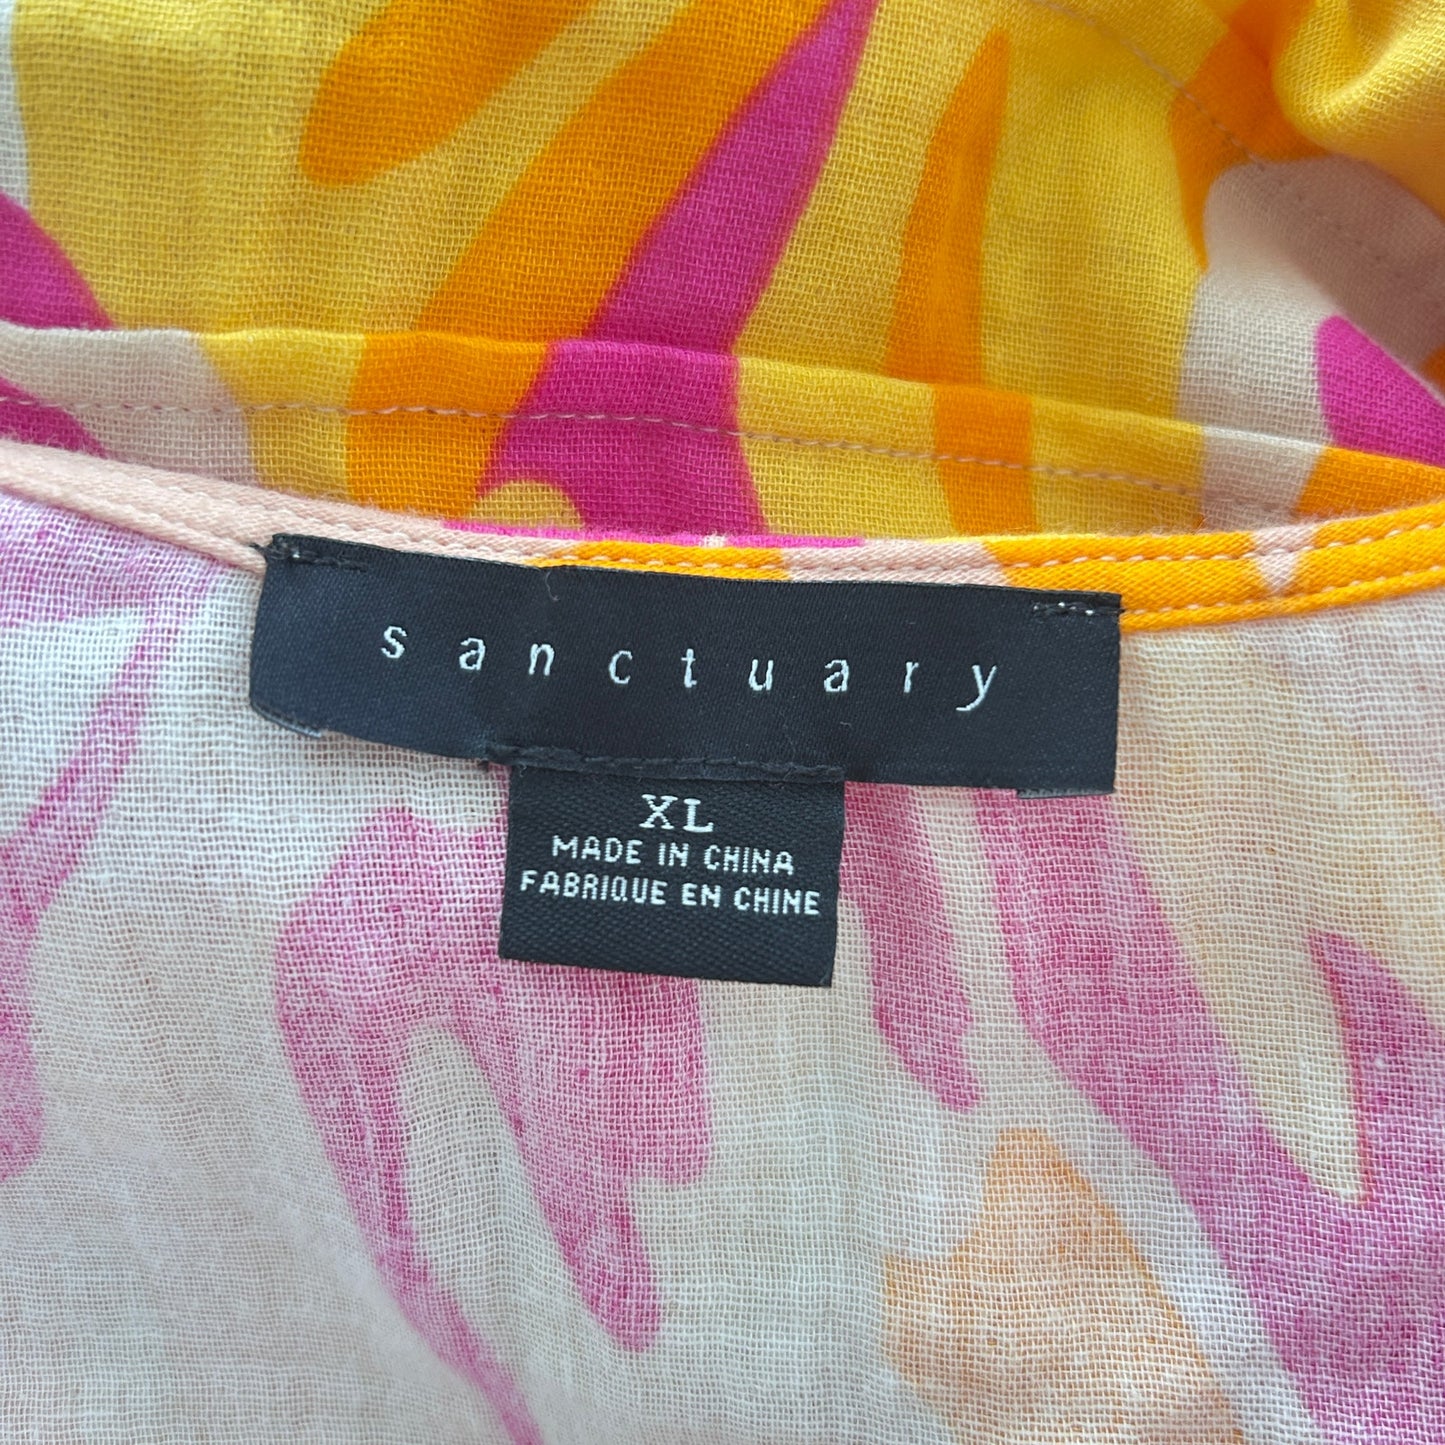 sanctuary
XL
MADE IN CHINA
FABRIQUE EN CHINE